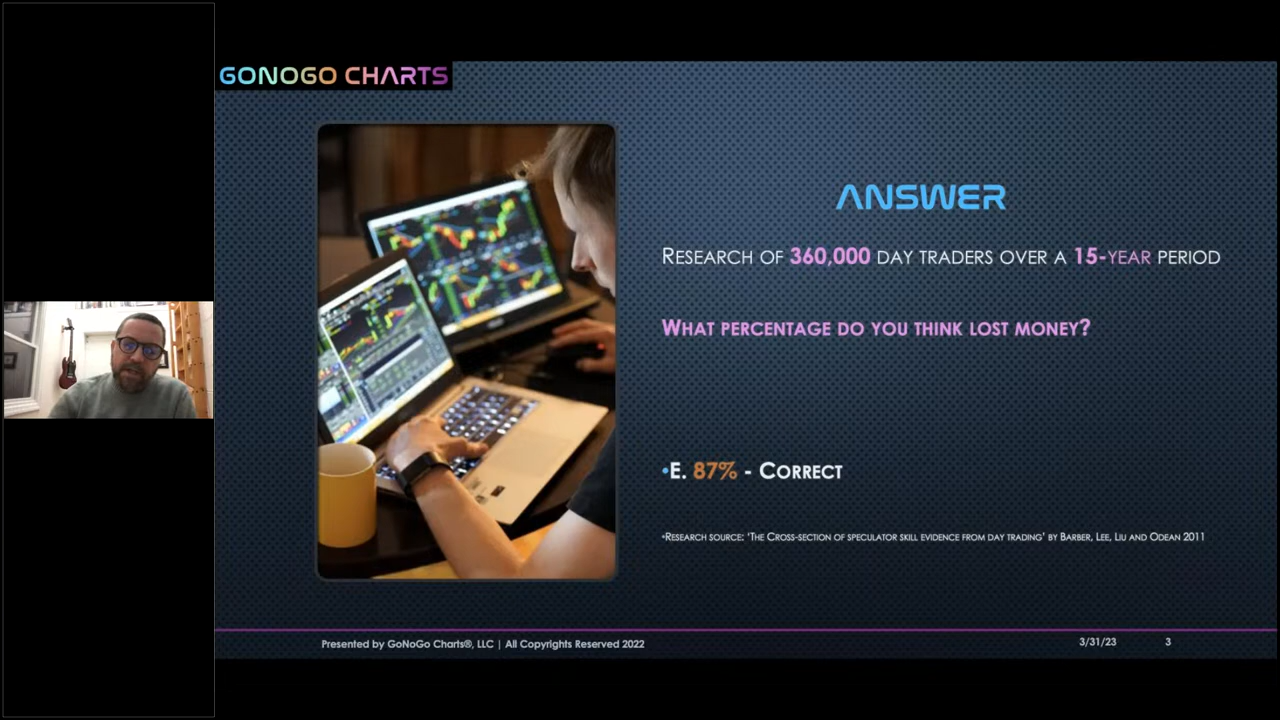 GONOGO CHARTS
ANSWER
RESEARCH OF 360,000 DAY TRADERS OVER A 15-YEAR PERIOD
WHAT PERCENTAGE DO YOU THINK LOST MONEY?
•E. 87% - CORRECT
•RESEARCH SOURCE: ‘THE CROSS-SECTION OF SPECULATOR SKILL EVIDENCE FROM DAY TRADING’ BY BARBER, LEE, LIU AND ODEAN 2011
Presented by GoNoGo Charts®, LLC | All Copyrights Reserved 2022
3/31/23
3